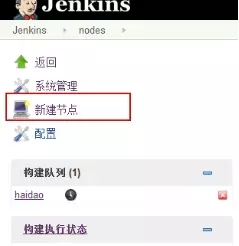 Jenkins
Jenkins nodes
返回
系统管理
新建节点
配置
构建队列 (1)
haidao
构建执行状态